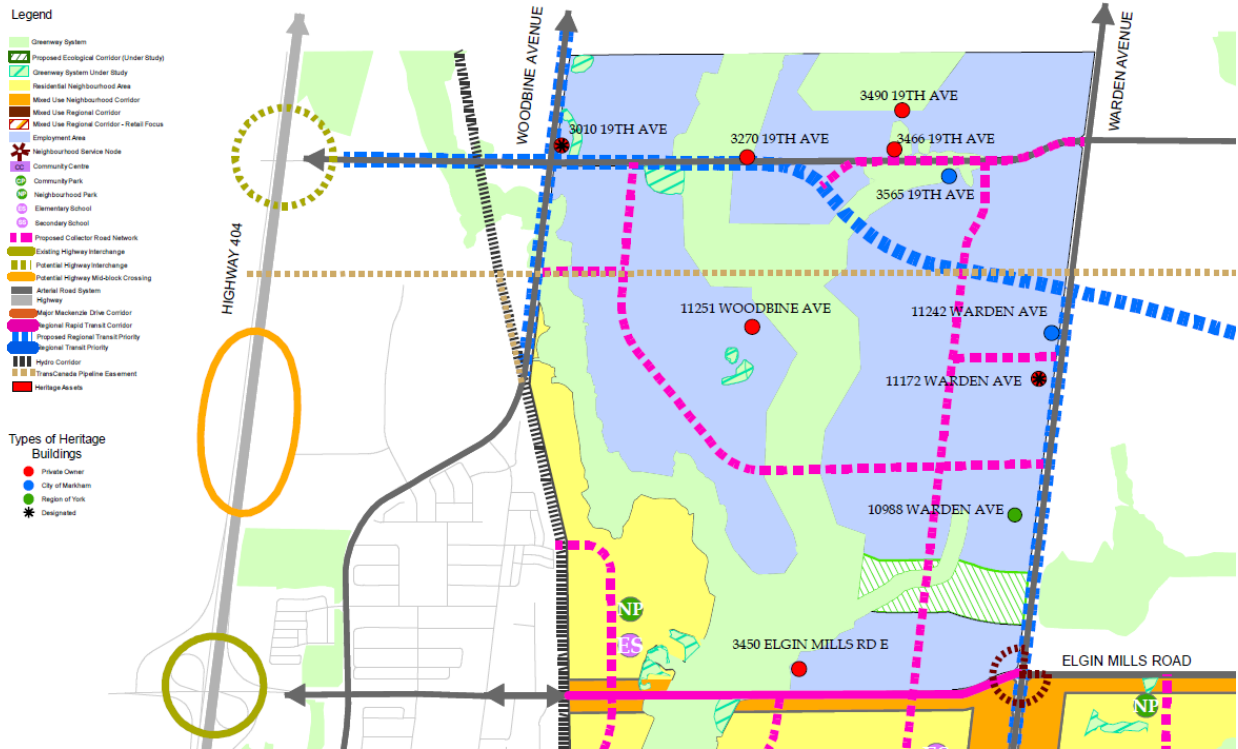 Legend
Greenway System
Proposed Ecological Corridor (Under Study)
Greenway System Under Study
Residential Neighbourhood Area
Mixed Use Neighbourhood Corridor
Mixed Use Regional Corridor
Mixed Use Regional Corridor - Retail Focus
Employment Area
Neighbourhood Service Node
CC Community Centre
CP Community Park
NP Neighbourhood Park
ES Elementary School
SS Secondary School
Proposed Collector Road Network
Existing Highway Interchange
Potential Highway Interchange
Potential Highway Mid-block Crossing
Arterial Road System
Highway
Major Mackenzie Drive Corridor
Regional Rapid Transit Corridor
Proposed Regional Transit Priority
Regional Transit Priority
Hydro Corridor
TransCanada Pipeline Easement
Heritage Assets
Types of Heritage
Buildings
Private Owner
City of Markham
Region of York
Designated
HIGHWAY 404
WOODBINE AVENUE
WARDEN AVENUE
3490 19TH AVE
3010 19TH AVE
3270 19TH AVE
3466 19TH AVE
3565 19TH AVE
11251 WOODBINE AVE
11242 WARDEN AVE
11172 WARDEN AVE
10988 WARDEN AVE
NP
ES
3450 ELGIN MILLS RD E
ELGIN MILLS ROAD
NP